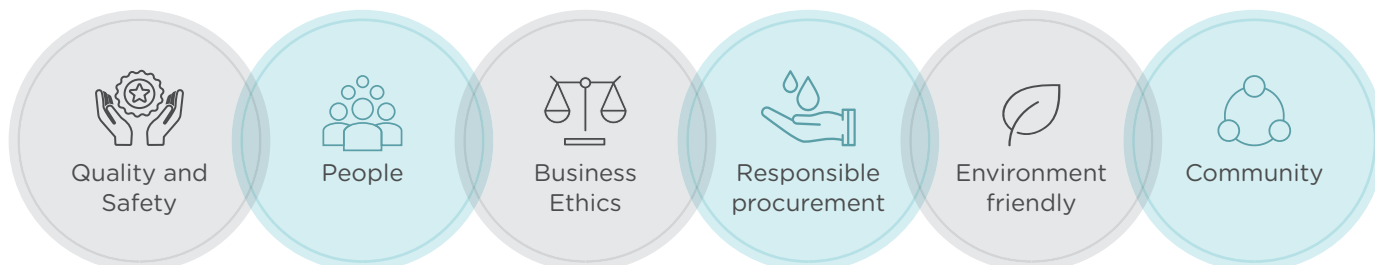 Quality and
Safety
People
Business
Ethics
Responsible
procurement
Environment
friendly
Community